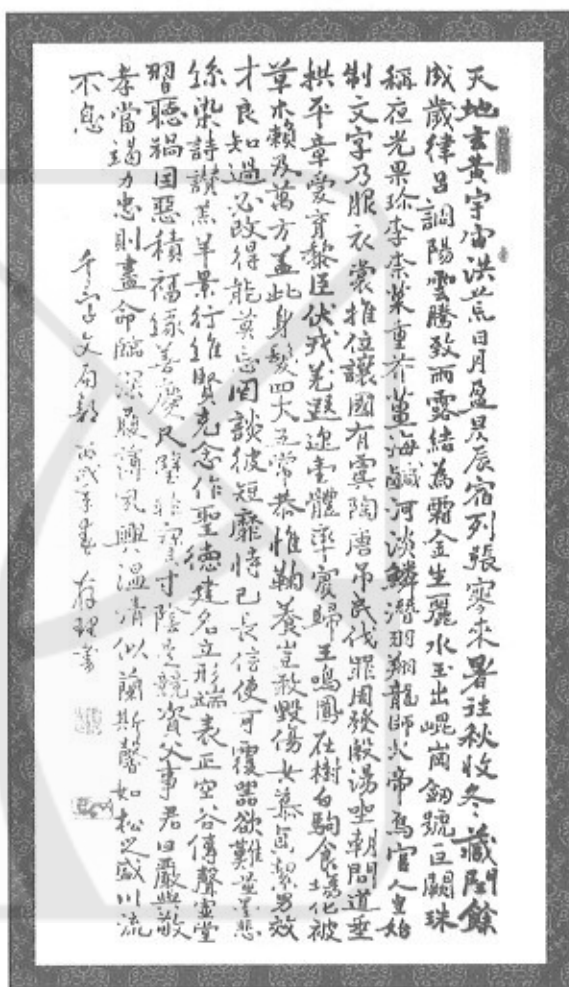 天地玄黃宇宙洪荒日月盈昃辰宿列張寒來暑往秋收冬藏閏餘
成歲律呂調陽雲騰致雨露結為霜金生麗水玉出崐崗劒號巨闕珠
稱夜光果珍李柰菜重芥薑海鹹河淡鱗潛羽翔龍師火帝鳥官人皇始
制文字乃服衣裳推位讓國有虞陶唐吊民伐罪周發殷湯坐朝問道垂
拱平章愛育黎臣伏戎羌遐迩壹體率賓歸王鳴鳳在樹白駒食場化被
草木賴及萬方蓋此身髮四大五常恭惟鞠養豈敢毀傷女慕貞潔男效
才良知過必改得能莫忘罔談彼短靡恃己長信使可覆器欲難量墨悲
絲染詩讚羔羊景行維賢克念作聖德建名立形端表正空谷傳聲虛堂
習聽禍因惡積福緣善慶尺璧非寶寸陰是競資父事君曰嚴與敬
孝當竭力忠則盡命臨深履薄夙興溫凊似蘭斯馨如松之盛川流
不息
千字文局部 丙戌年春 存理書